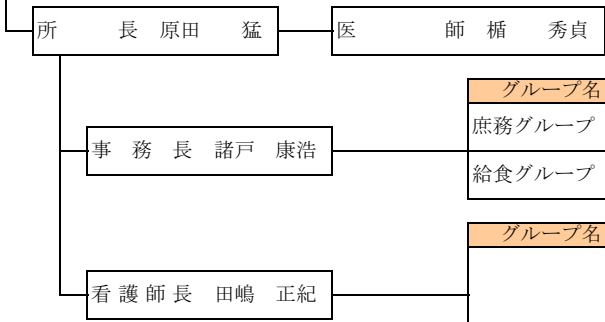 所　　長　原田　　猛
医　　　師　楯　　秀貞
グループ名
庶務グループ
事　務　長　諸戸　康浩
給食グループ
グループ名
看護師長　田嶋　正紀